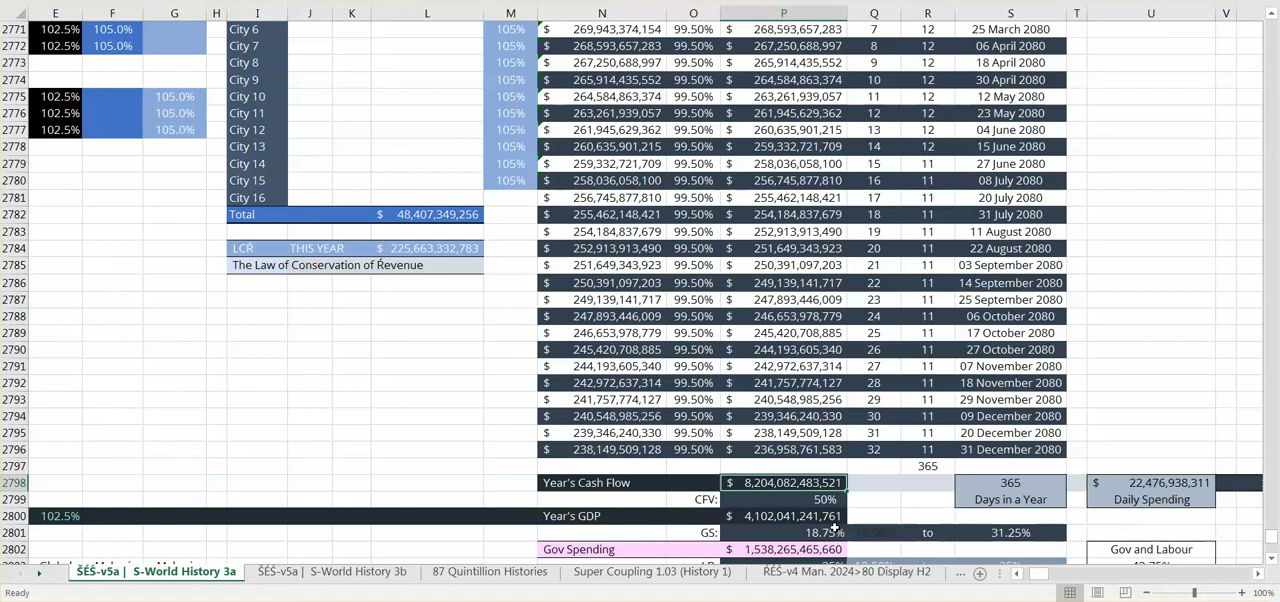 E F G H I J K L M N O P Q R S T U V
2771 102.5% 105.0% City 6 105% $ 269,943,374,154 99.50% $ 268,593,657,283 7 12 25 March 2080
2772 102.5% 105.0% City 7 105% $ 268,593,657,283 99.50% $ 267,250,688,997 8 12 06 April 2080
2773 City 8 105% $ 267,250,688,997 99.50% $ 265,914,435,552 9 12 18 April 2080
2774 City 9 105% $ 265,914,435,552 99.50% $ 264,584,863,374 10 12 30 April 2080
2775 102.5% 105.0% City 10 105% $ 264,584,863,374 99.50% $ 263,261,939,057 11 12 12 May 2080
2776 102.5% 105.0% City 11 105% $ 263,261,939,057 99.50% $ 261,945,629,362 12 12 23 May 2080
2777 102.5% 105.0% City 12 105% $ 261,945,629,362 99.50% $ 260,635,901,215 13 12 04 June 2080
2778 City 13 105% $ 260,635,901,215 99.50% $ 259,332,721,709 14 12 15 June 2080
2779 City 14 105% $ 259,332,721,709 99.50% $ 258,036,058,100 15 11 27 June 2080
2780 City 15 105% $ 258,036,058,100 99.50% $ 256,745,877,810 16 11 08 July 2080
2781 City 16 $ 256,745,877,810 99.50% $ 255,462,148,421 17 11 20 July 2080
2782 Total $ 48,407,349,256 $ 255,462,148,421 99.50% $ 254,184,837,679 18 11 31 July 2080
2783 $ 254,184,837,679 99.50% $ 252,913,913,490 19 11 11 August 2080
2784 LCŔ THIS YEAR $ 225,663,332,783 $ 252,913,913,490 99.50% $ 251,649,343,923 20 11 22 August 2080
2785 The Law of Conservation of Ŕevenue $ 251,649,343,923 99.50% $ 250,391,097,203 21 11 03 September 2080
2786 $ 250,391,097,203 99.50% $ 249,139,141,717 22 11 14 September 2080
2787 $ 249,139,141,717 99.50% $ 247,893,446,009 23 11 25 September 2080
2788 $ 247,893,446,009 99.50% $ 246,653,978,779 24 11 06 October 2080
2789 $ 246,653,978,779 99.50% $ 245,420,708,885 25 11 17 October 2080
2790 $ 245,420,708,885 99.50% $ 244,193,605,340 26 11 27 October 2080
2791 $ 244,193,605,340 99.50% $ 242,972,637,314 27 11 07 November 2080
2792 $ 242,972,637,314 99.50% $ 241,757,774,127 28 11 18 November 2080
2793 $ 241,757,774,127 99.50% $ 240,548,985,256 29 11 29 November 2080
2794 $ 240,548,985,256 99.50% $ 239,346,240,330 30 11 09 December 2080
2795 $ 239,346,240,330 99.50% $ 238,149,509,128 31 11 20 December 2080
2796 $ 238,149,509,128 99.50% $ 236,958,761,583 32 11 31 December 2080
2797 365
2798 Year's Cash Flow $ 8,204,082,483,521 365 $ 22,476,938,311
2799 CFV: 50% Days in a Year Daily Spending
2800 102.5% Year's GDP $ 4,102,041,241,761
2801 GS: 18.75% to 31.25%
2802 Gov Spending $ 1,538,265,465,660 Gov and Labour
ŚÉS-v5a | S-World History 3a ŚÉS-v5a | S-World History 3b 87 Quintillion Histories Super Coupling 1.03 (History 1) RÉS-v4 Man. 2024>80 Display H2 ...
Ready 100%